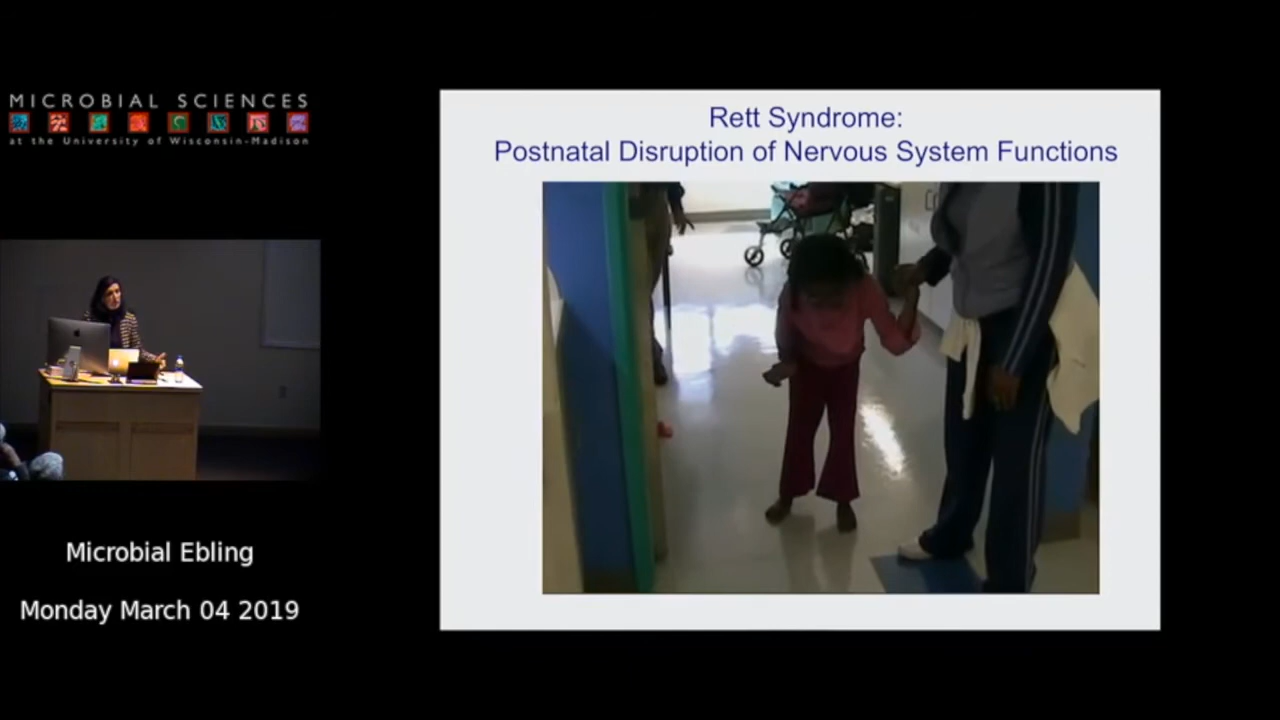 MICROBIAL SCIENCES
at the University of Wisconsin-Madison
Rett Syndrome:
Postnatal Disruption of Nervous System Functions
Microbial Ebling
Monday March 04 2019